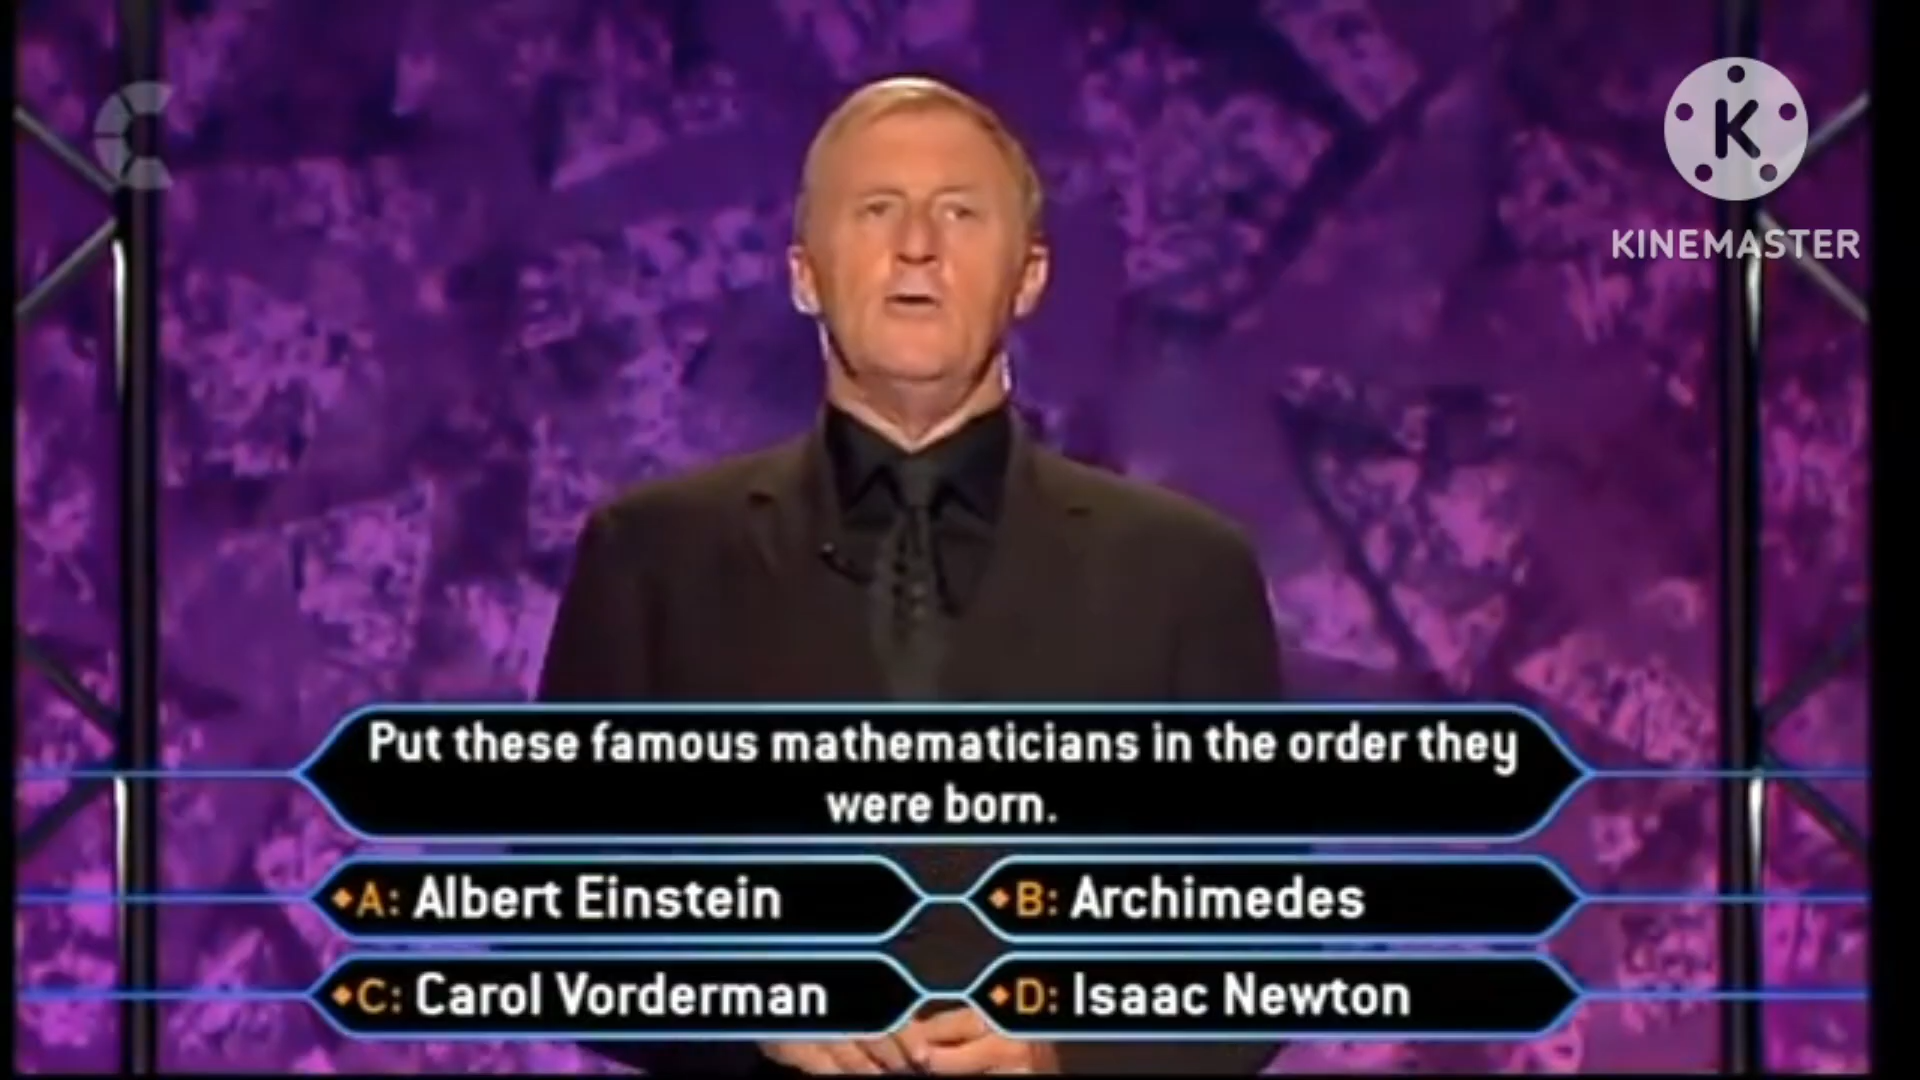 K
KINEMASTER
Put these famous mathematicians in the order they
were born.
A: Albert Einstein
B: Archimedes
C: Carol Vorderman
D: Isaac Newton